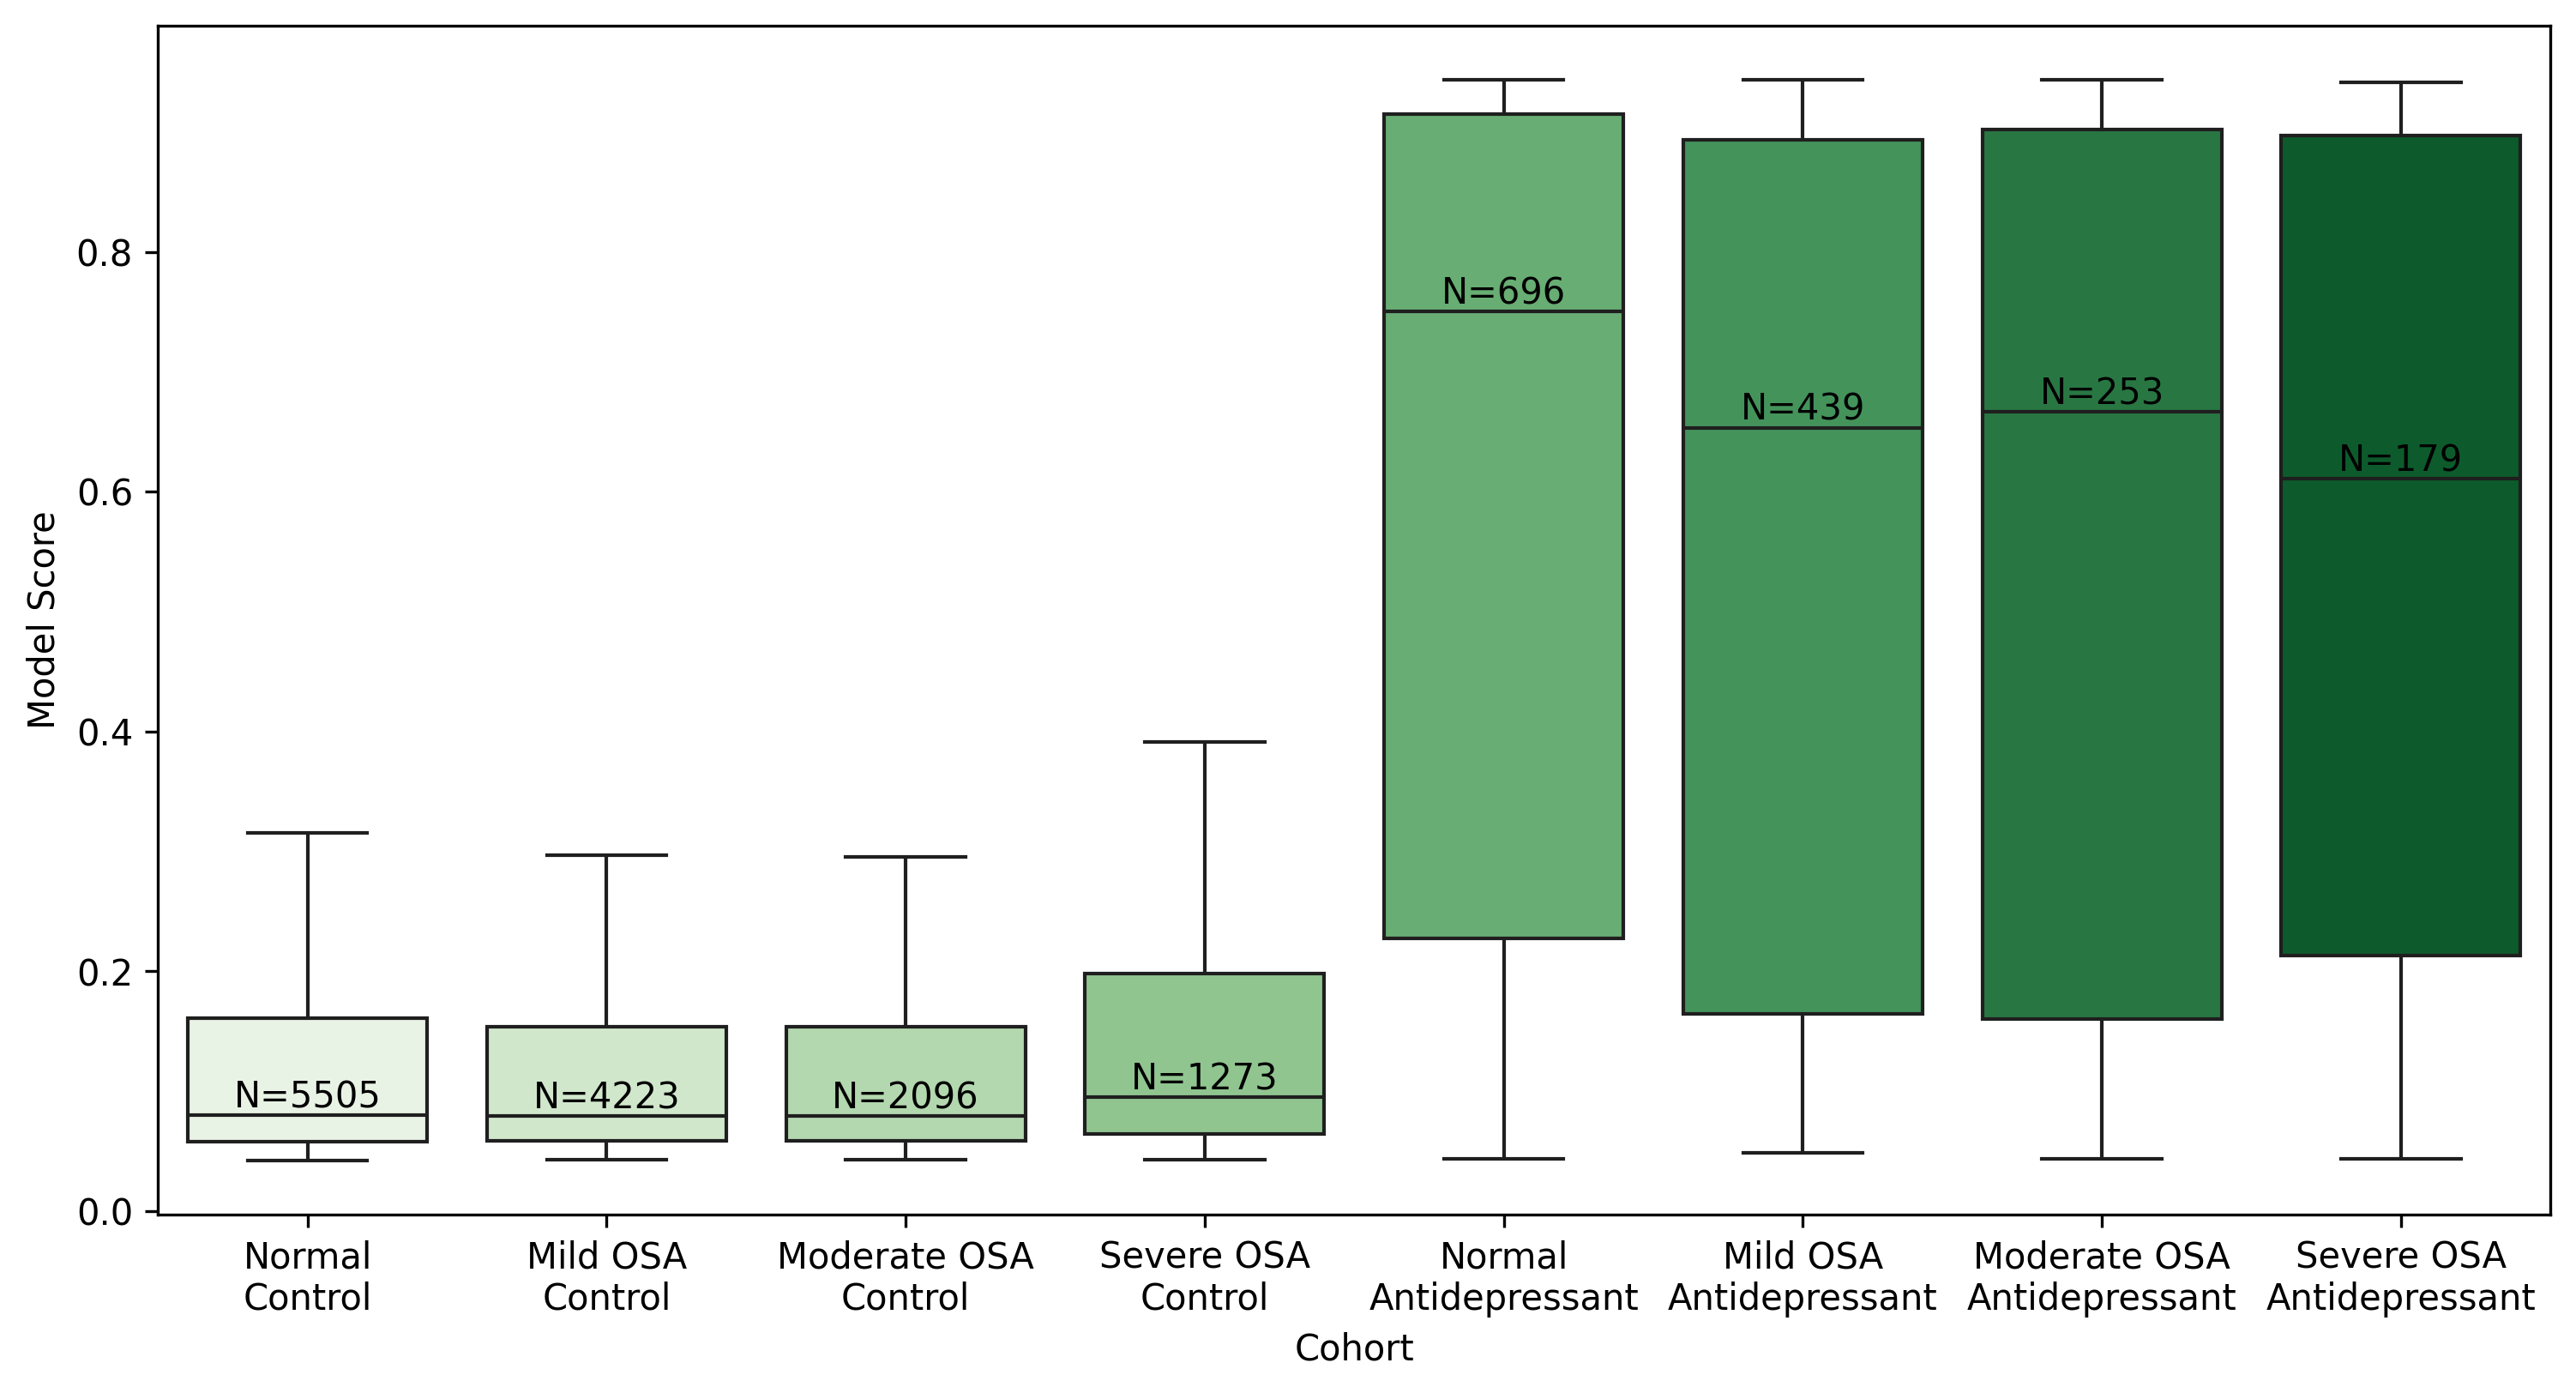 Model Score
0.8
0.6
0.4
0.2
0.0
N=5505
N=4223
N=2096
N=1273
N=696
N=439
N=253
N=179
Normal
Control
Mild OSA
Control
Moderate OSA
Control
Severe OSA
Control
Normal
Antidepressant
Mild OSA
Antidepressant
Moderate OSA
Antidepressant
Severe OSA
Antidepressant
Cohort